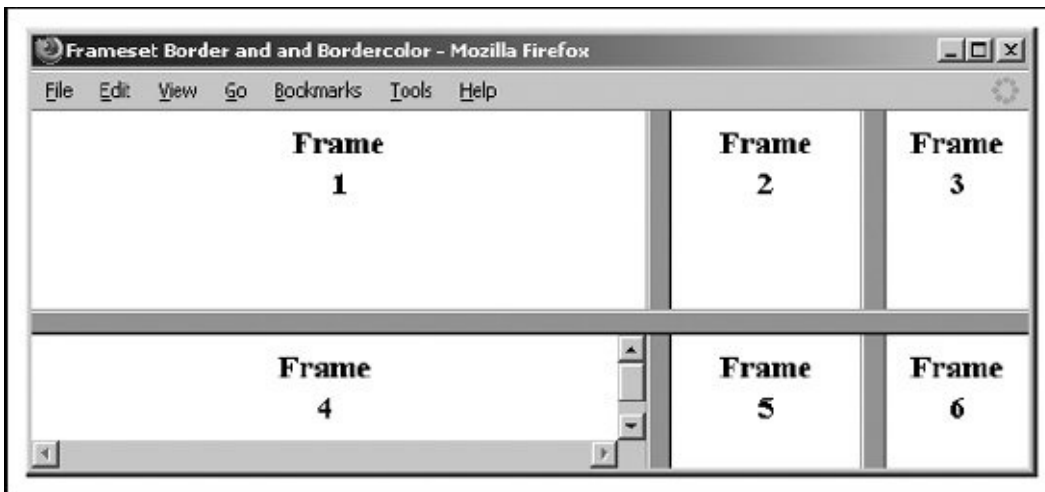 Frameset Border and and Bordercolor - Mozilla Firefox
File Edit View Go Bookmarks Tools Help
Frame
1
Frame
2
Frame
3
Frame
4
Frame
5
Frame
6